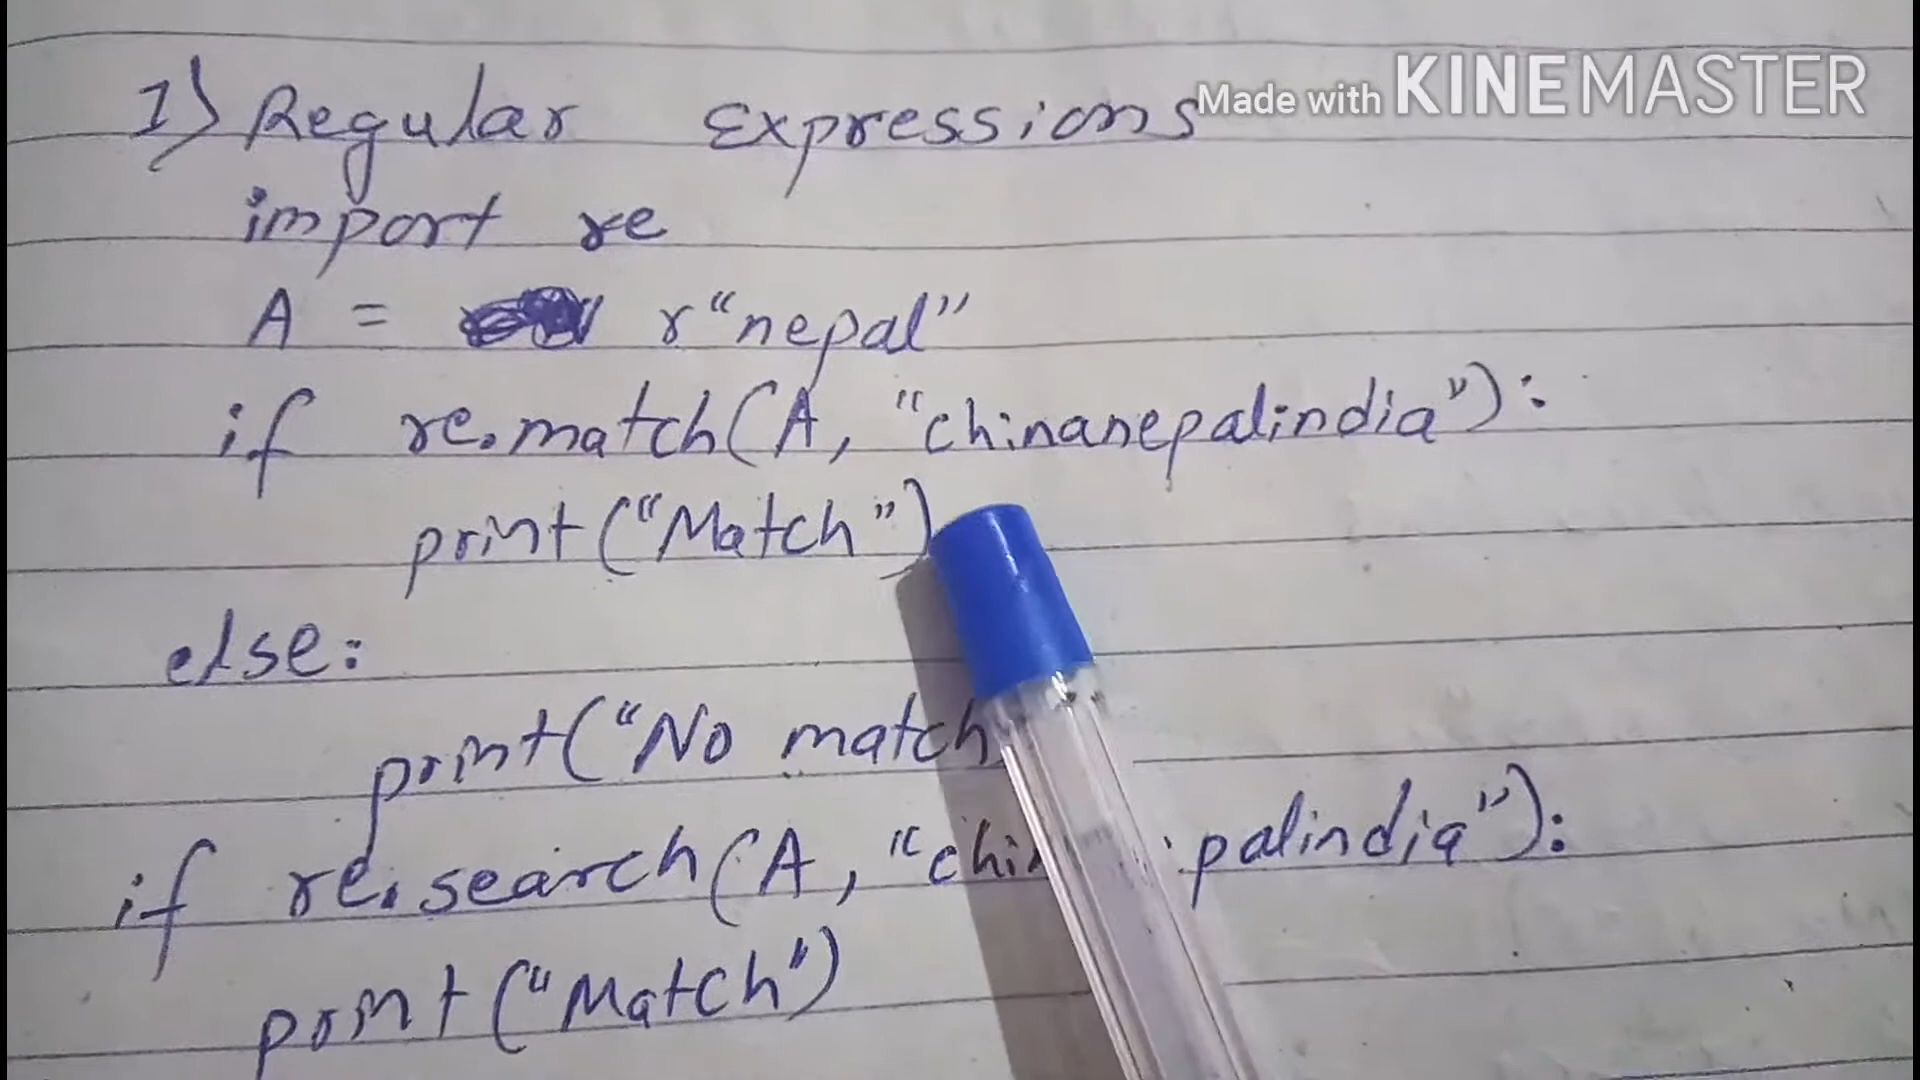 Made with KINEMASTER
1) Regular Expressions
import re
A = r"nepal"
if re.match(A, "chinanepalindia"):
print("Match")
else:
print("No match
if re.search(A, "chi palindia"):
print("Match")